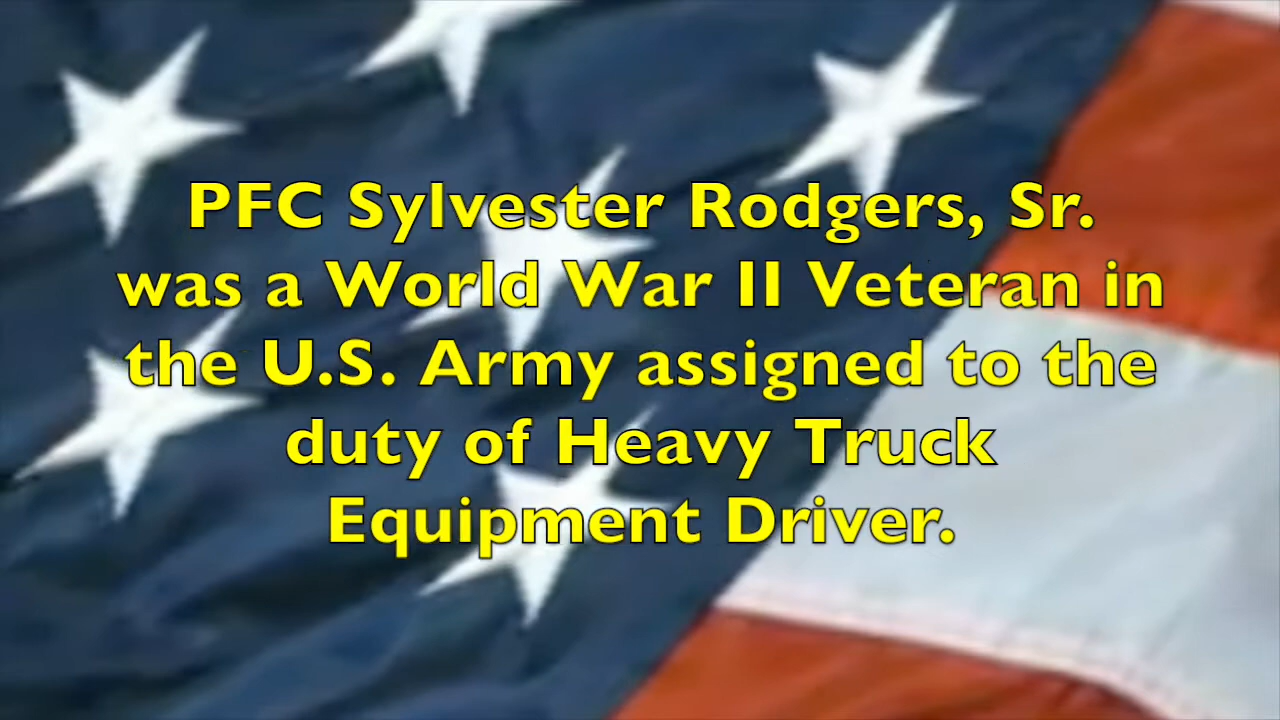 PFC Sylvester Rodgers, Sr.
was a World War II Veteran in
the U.S. Army assigned to the
duty of Heavy Truck
Equipment Driver.